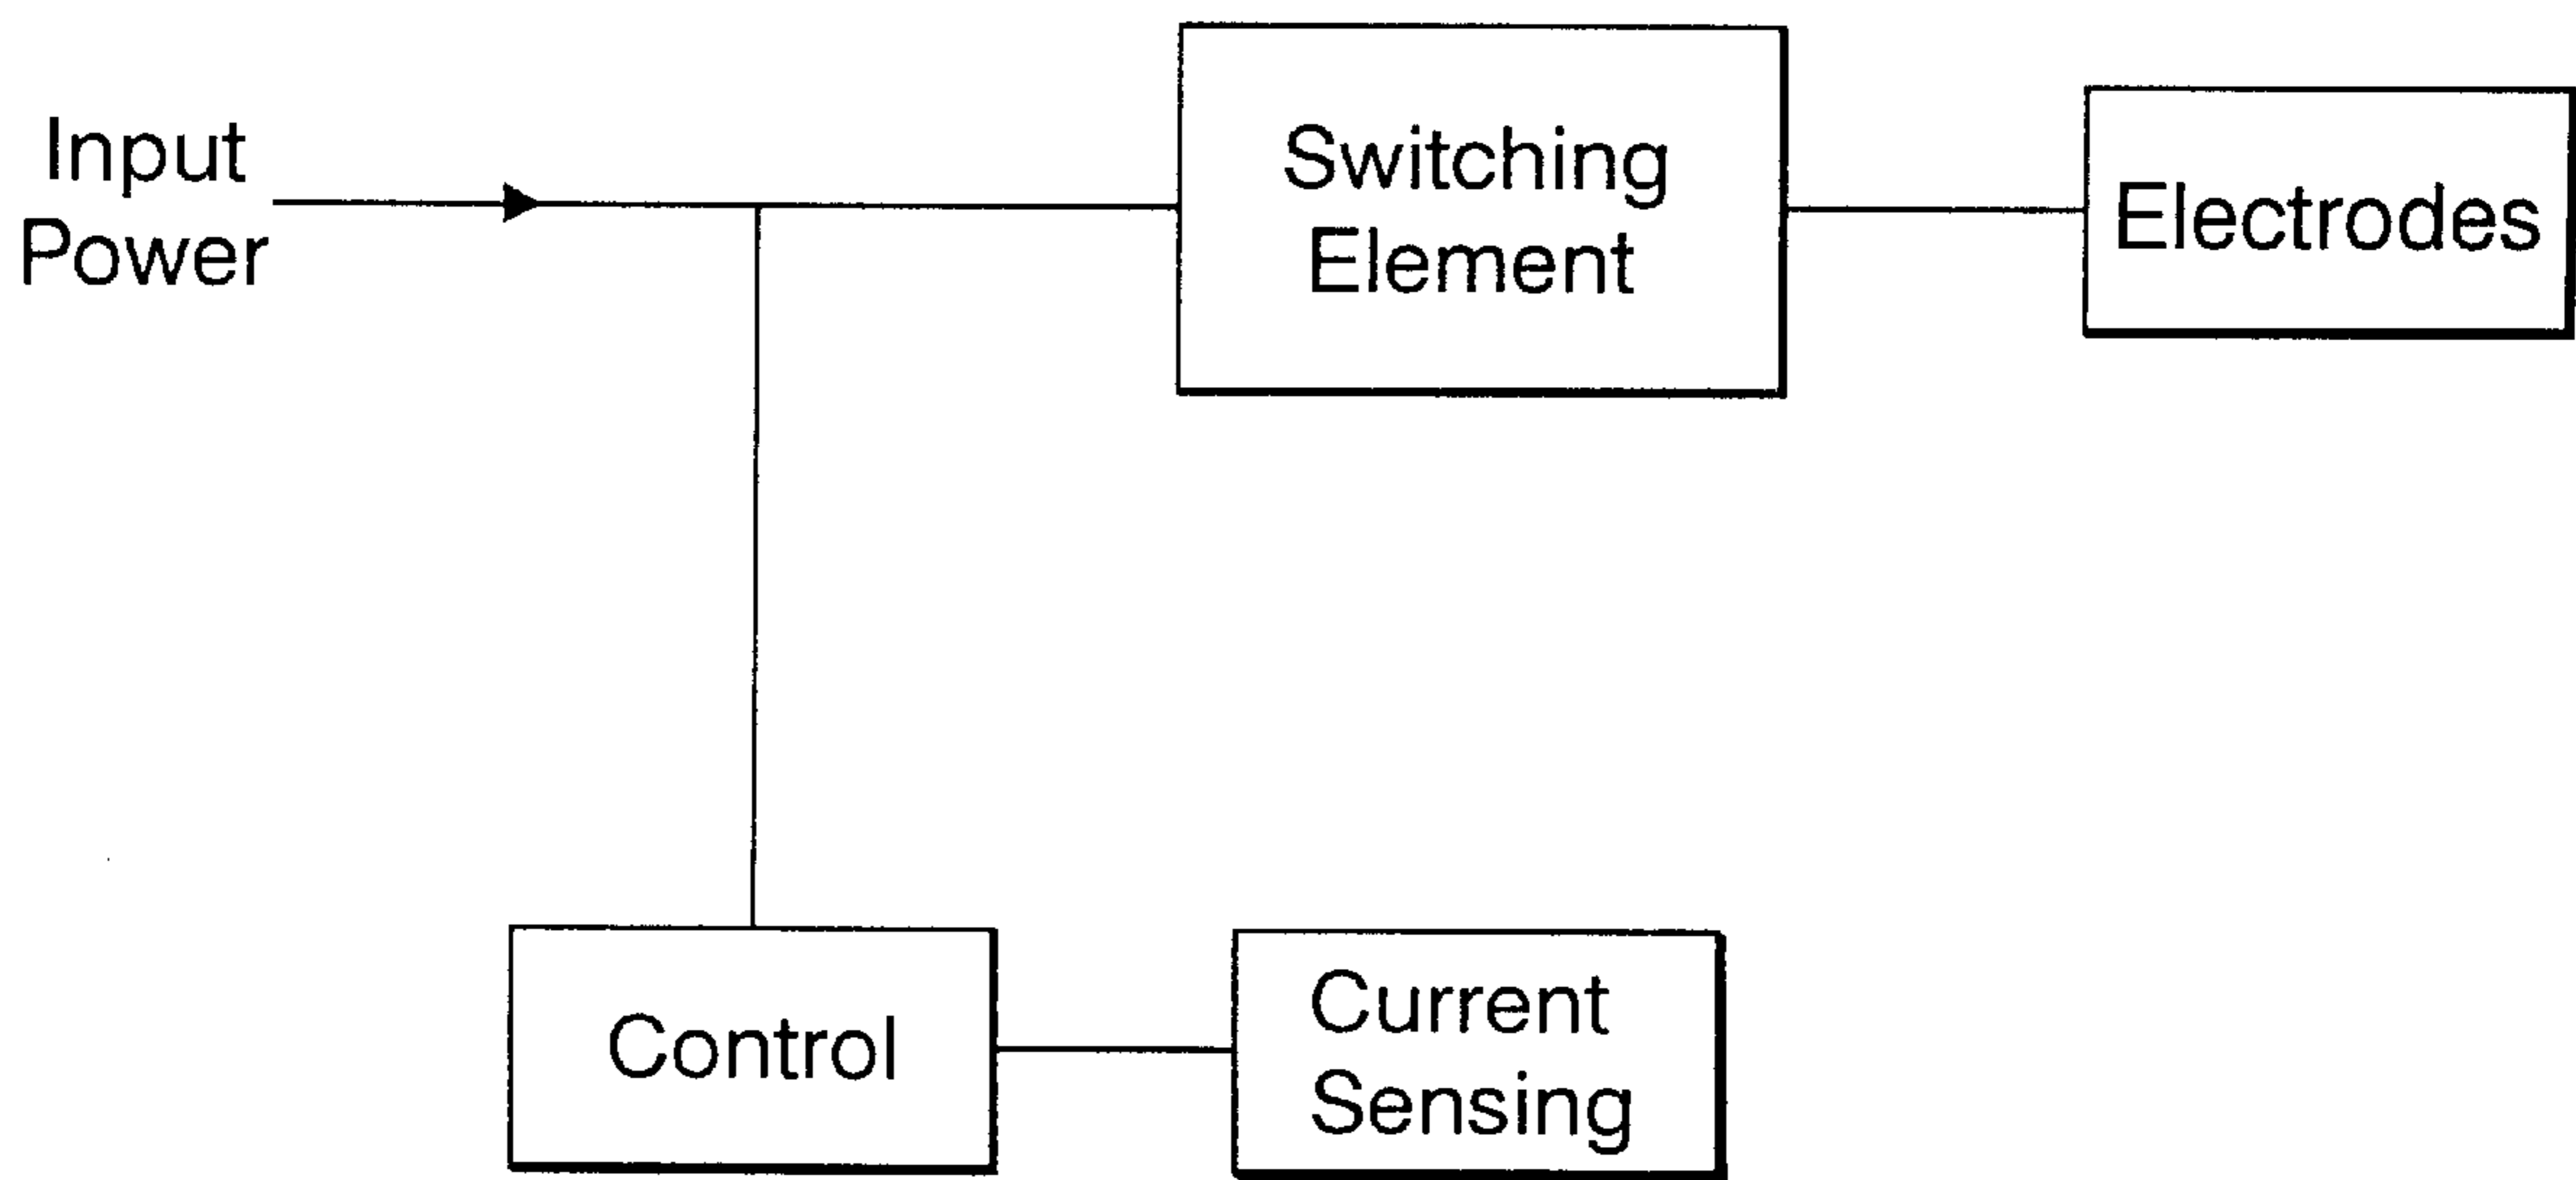 Input
Power
Switching
Element
Electrodes
Control
Current
Sensing